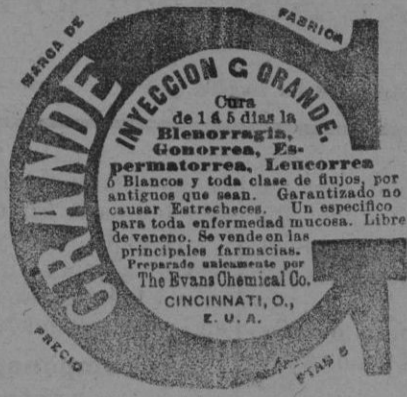 MARCA DE FABRICA
GRANDE
INYECCION G GRANDE.
Cura
de 1 á 5 dias la
Blenorragia,
Gonorrea, Es-
permatorrea, Leucorrea
ó Blancos y toda clase de flujos, por
antiguos que sean. Garantizado no
causar Estrecheces. Un especifico
para toda enfermedad mucosa. Libre
de veneno. Se vende en las
principales farmacias.
Preparado unicamente por
The Evans Chemical Co.
CINCINNATI, O.,
E. U. A.
PRECIO PTAS 5